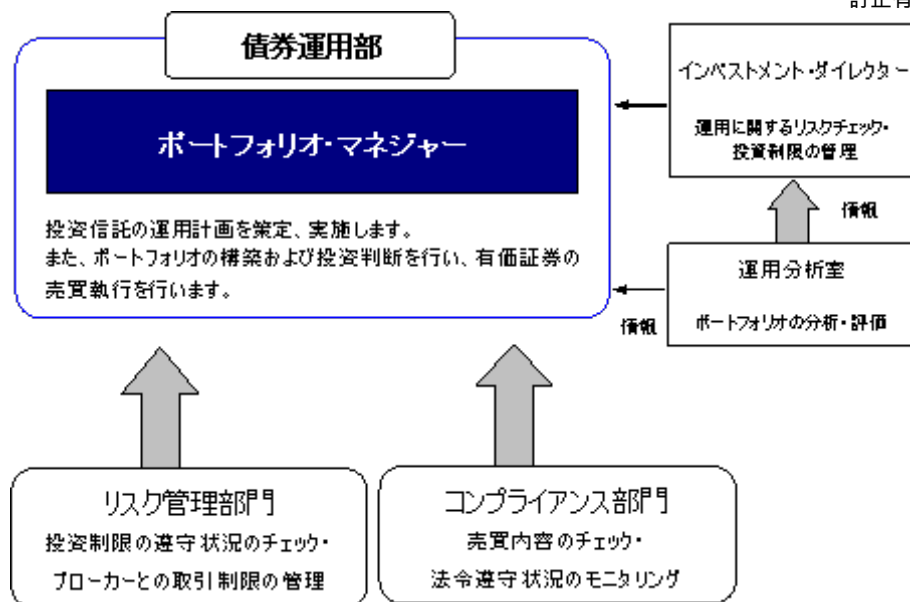 訂正有
債券運用部
ポートフォリオ・マネジャー
投資信託の運用計画を策定、実施します。
また、ポートフォリオの構築および投資判断を行い、有価証券の
売買執行を行います。
インベストメント・ダイレクター
運用に関するリスクチェック・
投資制限の管理
情報
運用分析室
ポートフォリオの分析・評価
情報
リスク管理部門
投資制限の遵守状況のチェック・
ブローカーとの取引制限の管理
コンプライアンス部門
売買内容のチェック・
法令遵守状況のモニタリング